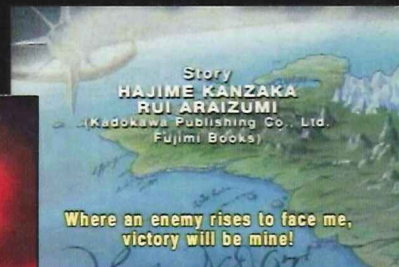 Story
HAJIME KANZAKA
RUI ARAIZUMI
(Kadokawa Publishing Co., Ltd.
Fujimi Books)
Where an enemy rises to face me,
victory will be mine!